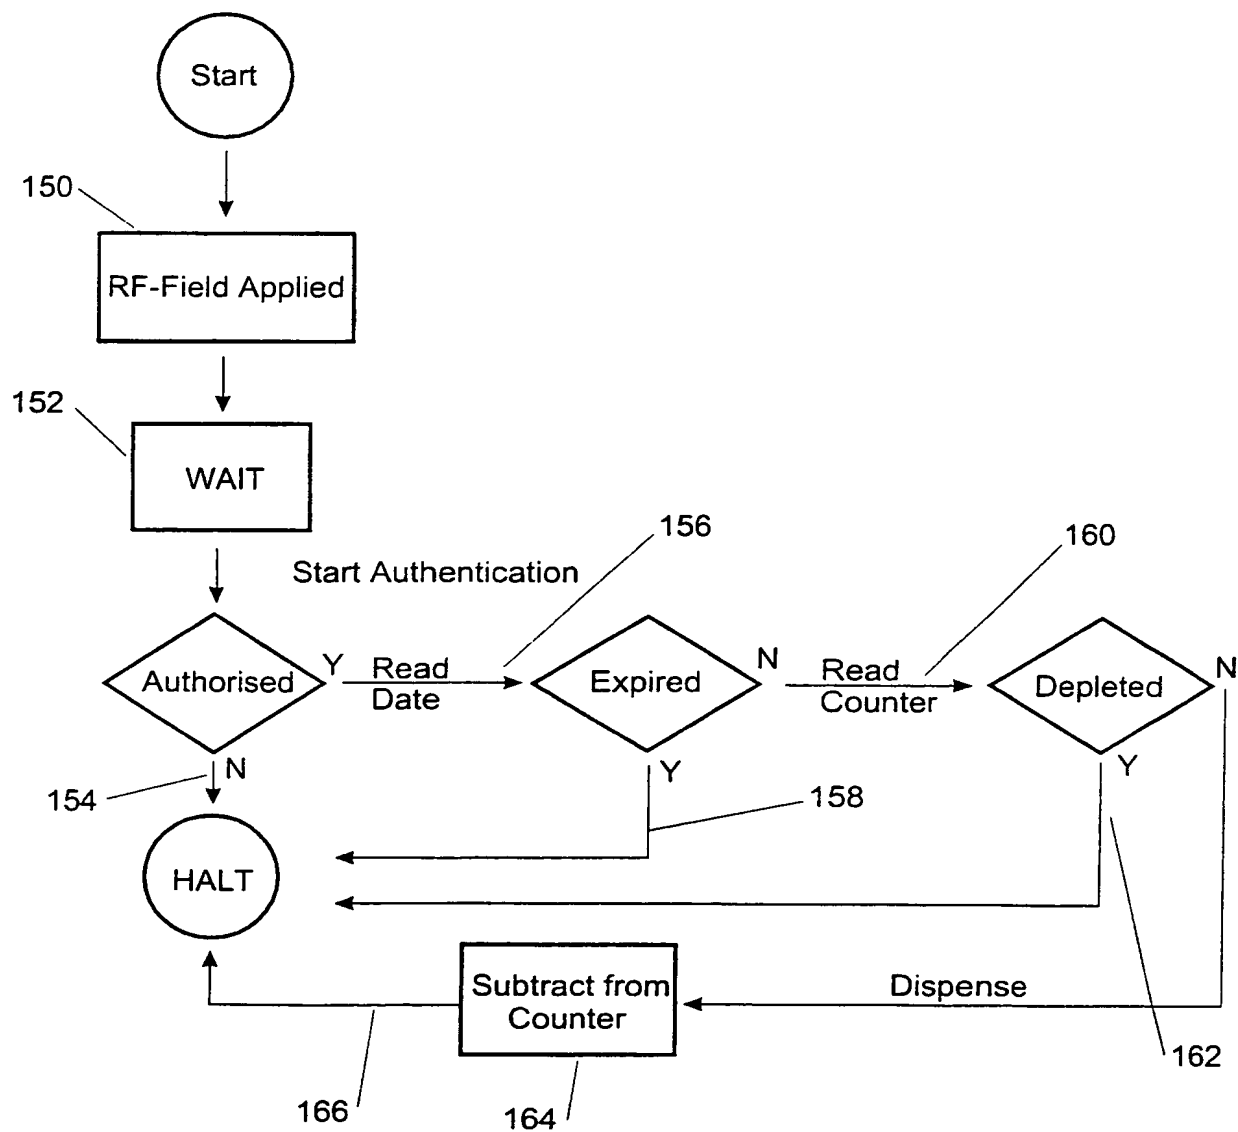 Start
150
RF-Field Applied
152
WAIT
156
160
Start Authentication
Authorised
Y
Read
Date
Expired
N
Read
Counter
Depleted
N
154
N
Y
Y
158
HALT
Subtract from
Counter
Dispense
162
166
164